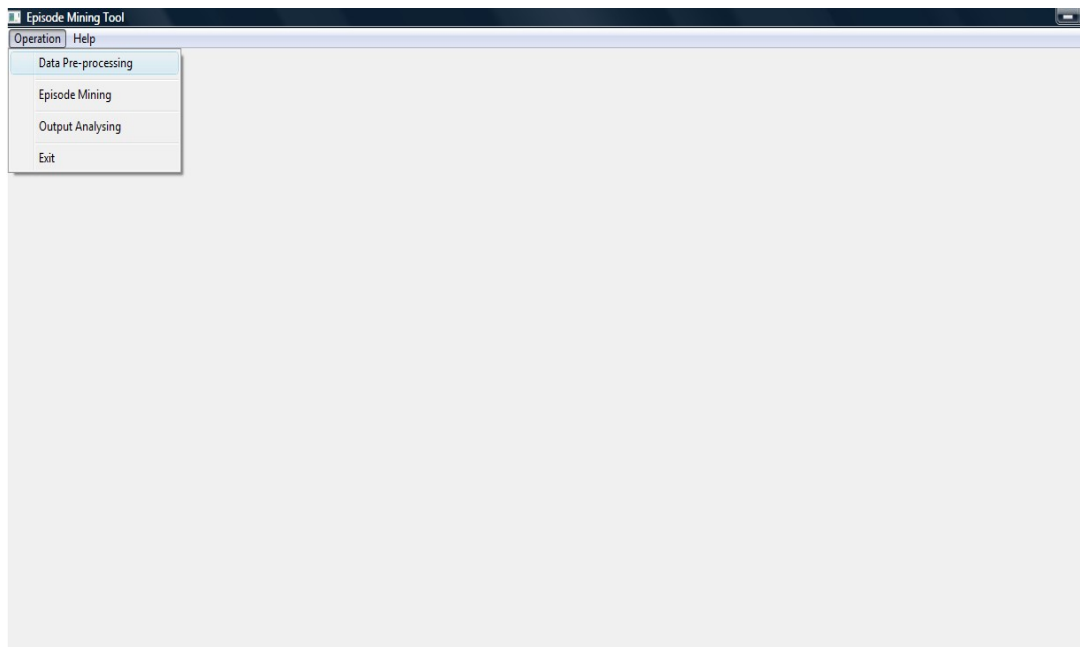 Episode Mining Tool
Operation Help
Data Pre-processing
Episode Mining
Output Analysing
Exit